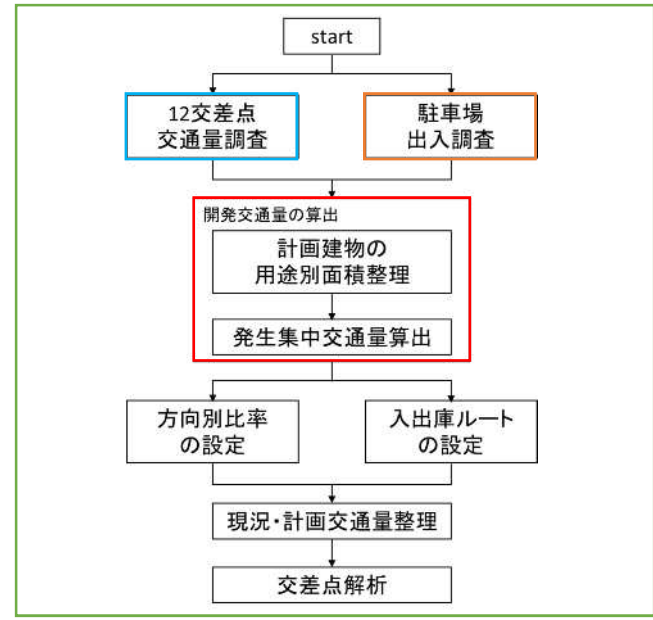 start
12交差点
交通量調査
駐車場
出入調査
開発交通量の算出
計画建物の
用途別面積整理
発生集中交通量算出
方向別比率
の設定
入出庫ルート
の設定
現況・計画交通量整理
交差点解析